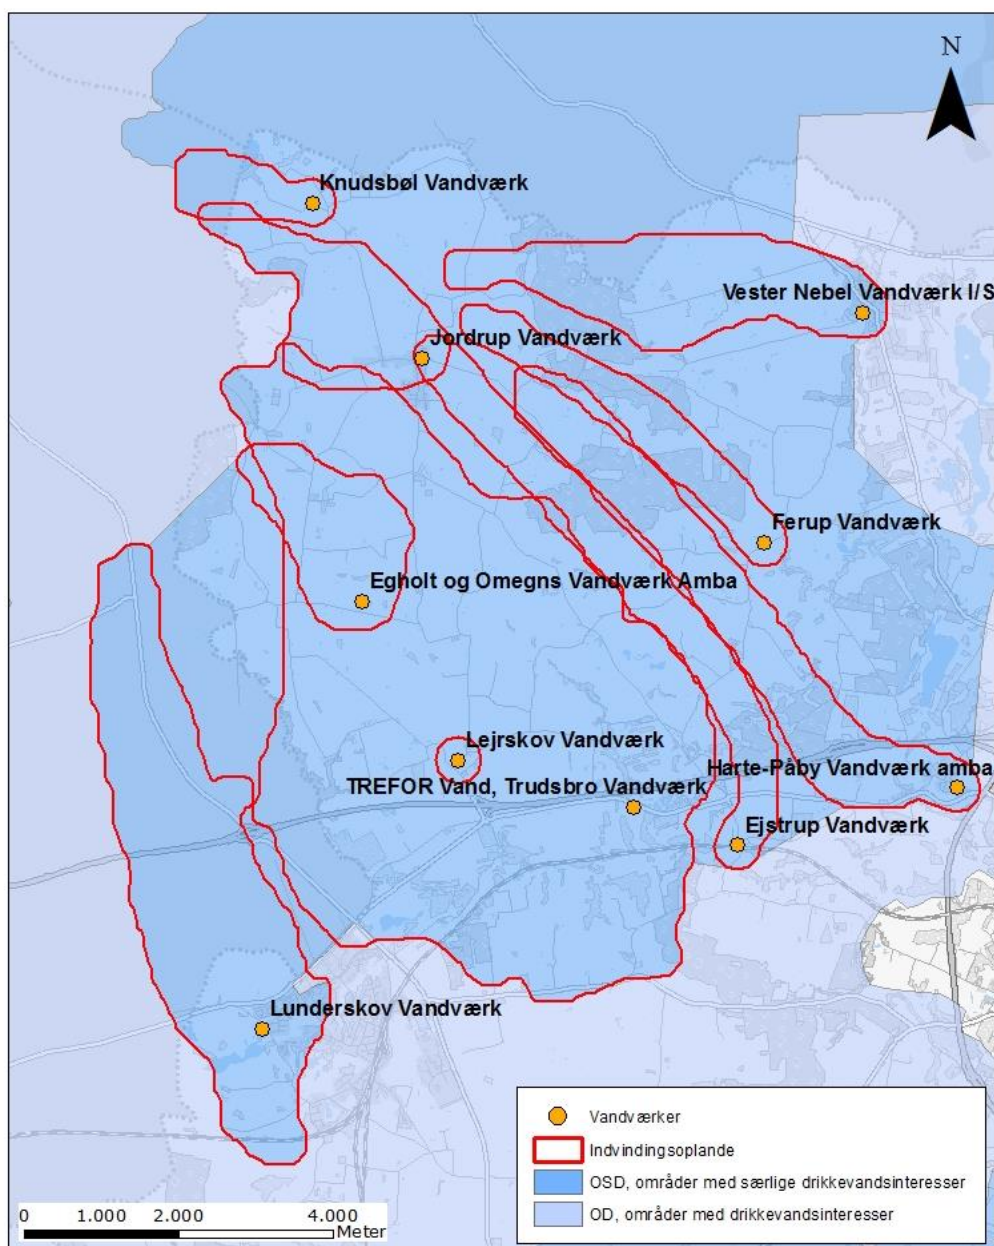 N
Knudsbøl Vandværk
Vester Nebel Vandværk I/S
Jordrup Vandværk
Ferup Vandværk
Egholt og Omegns Vandværk Amba
Lejrskov Vandværk
Harte-Påby Vandværk amba
TREFOR Vand, Trudsbro Vandværk
Ejstrup Vandværk
Lunderskov Vandværk
Vandværker
Indvindingsoplande
OSD, områder med særlige drikkevandsinteresser
OD, områder med drikkevandsinteresser
0 1.000 2.000 4.000
Meter